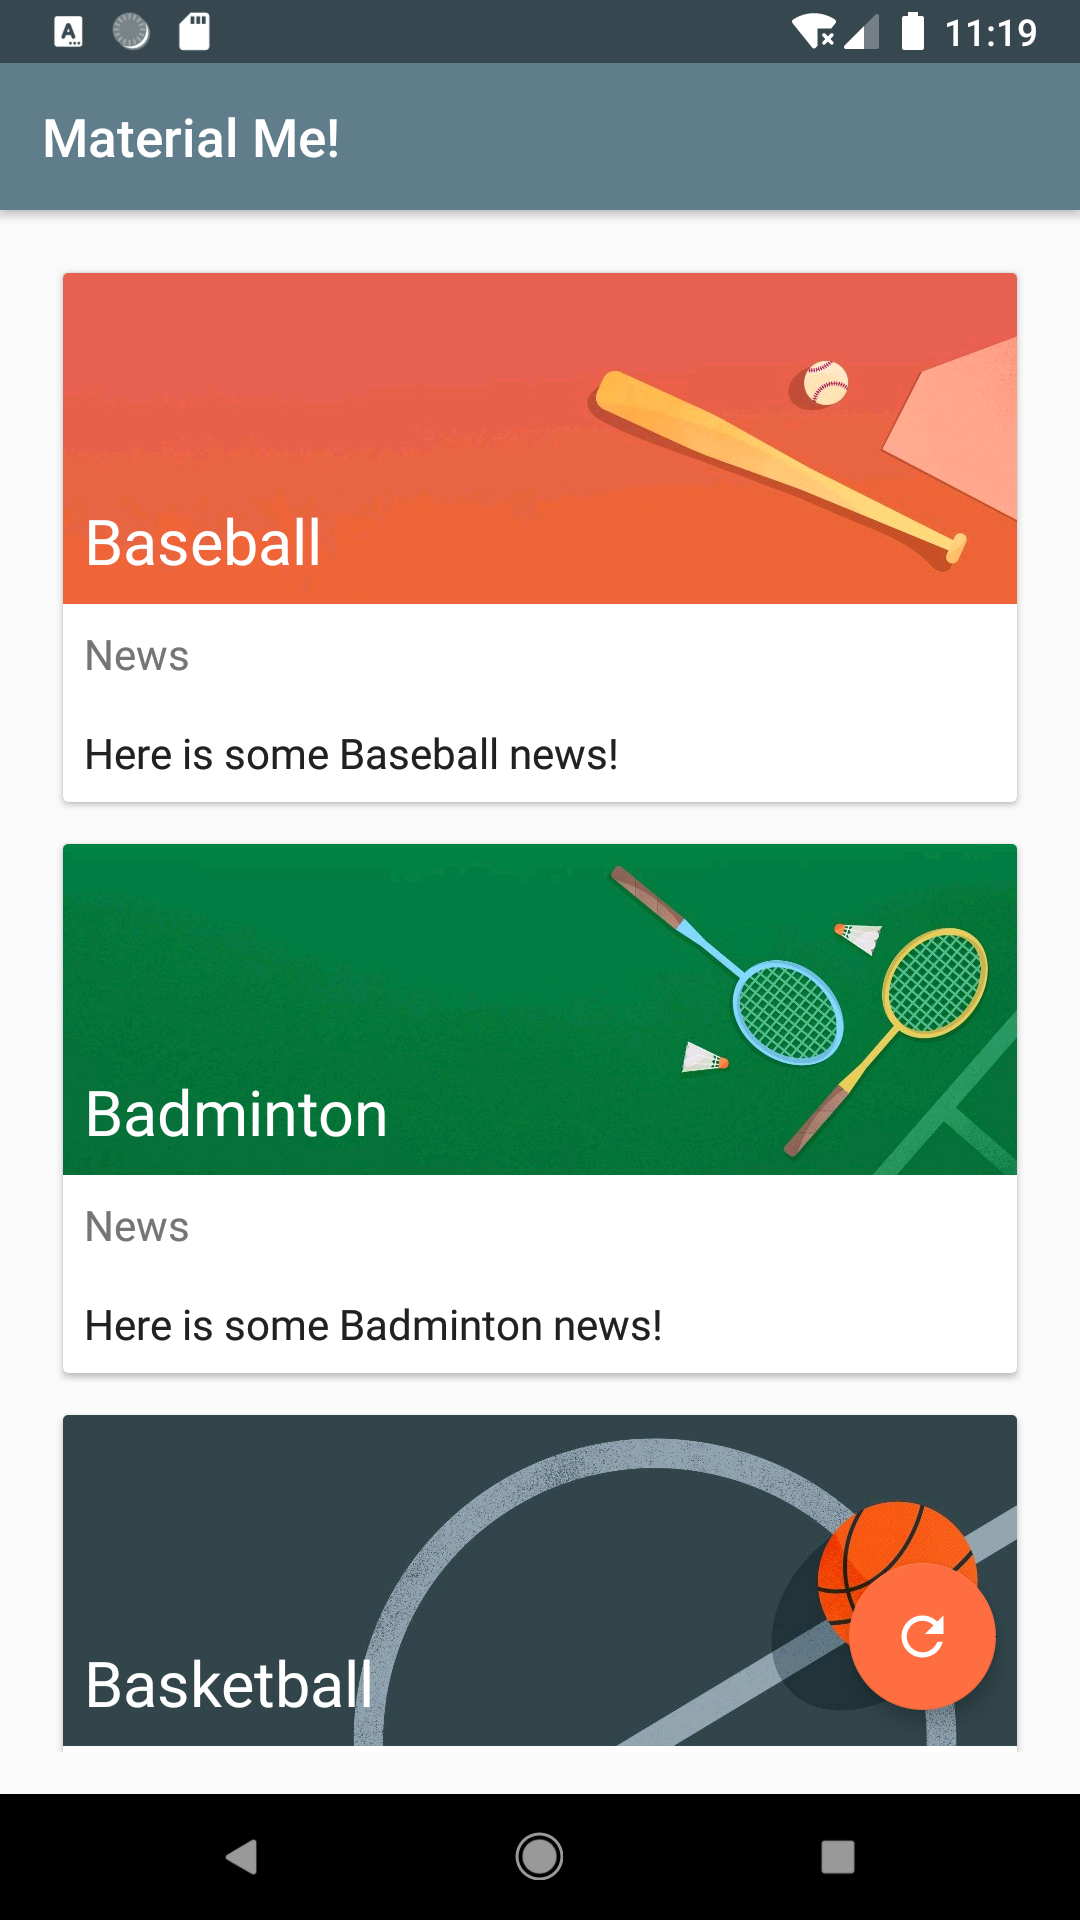 11:19
Material Me!
Baseball
News
Here is some Baseball news!
Badminton
News
Here is some Badminton news!
Basketball